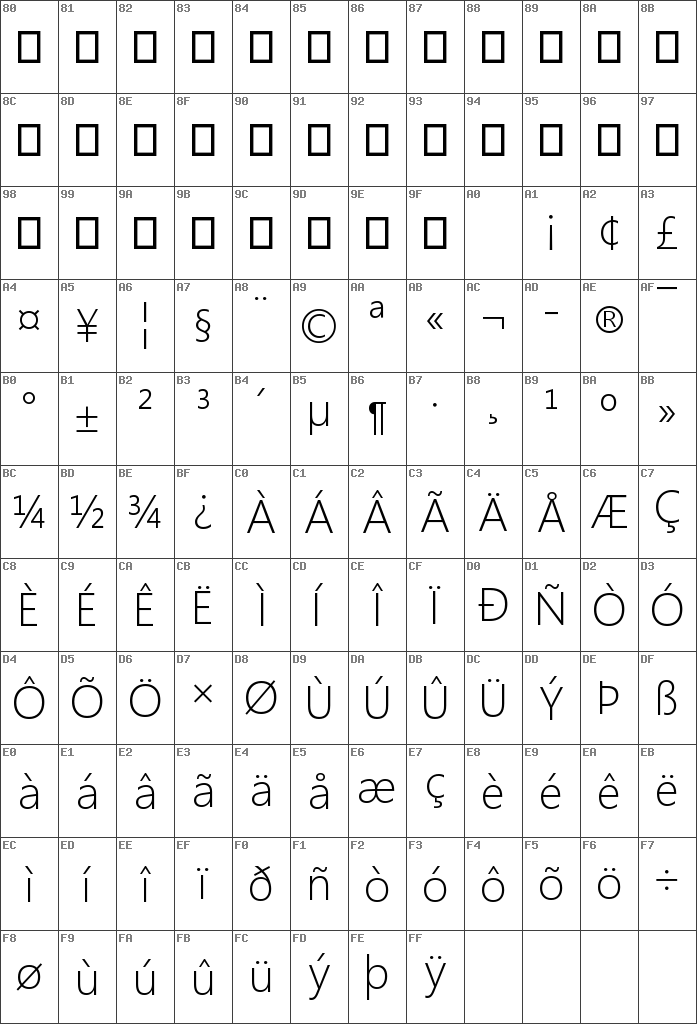 80 81 82 83 84 85 86 87 88 89 8A 8B
8C 8D 8E 8F 90 91 92 93 94 95 96 97
98 99 9A 9B 9C 9D 9E 9F A0 A1 A2 A3
¡ ¢ £
A4 A5 A6 A7 A8 A9 AA AB AC AD AE AF
¤ ¥ ¦ § ¨ © ª « ¬ - ® ¯
B0 B1 B2 B3 B4 B5 B6 B7 B8 B9 BA BB
° ± ² ³ ´ µ ¶ · ¸ ¹ º »
BC BD BE BF C0 C1 C2 C3 C4 C5 C6 C7
¼ ½ ¾ ¿ À Á Â Ã Ä Å Æ Ç
C8 C9 CA CB CC CD CE CF D0 D1 D2 D3
È É Ê Ë Ì Í Î Ï Ð Ñ Ò Ó
D4 D5 D6 D7 D8 D9 DA DB DC DD DE DF
Ô Õ Ö × Ø Ù Ú Û Ü Ý Þ ß
E0 E1 E2 E3 E4 E5 E6 E7 E8 E9 EA EB
à á â ã ä å æ ç è é ê ë
EC ED EE EF F0 F1 F2 F3 F4 F5 F6 F7
ì í î ï ð ñ ò ó ô õ ö ÷
F8 F9 FA FB FC FD FE FF
ø ù ú û ü ý þ ÿ